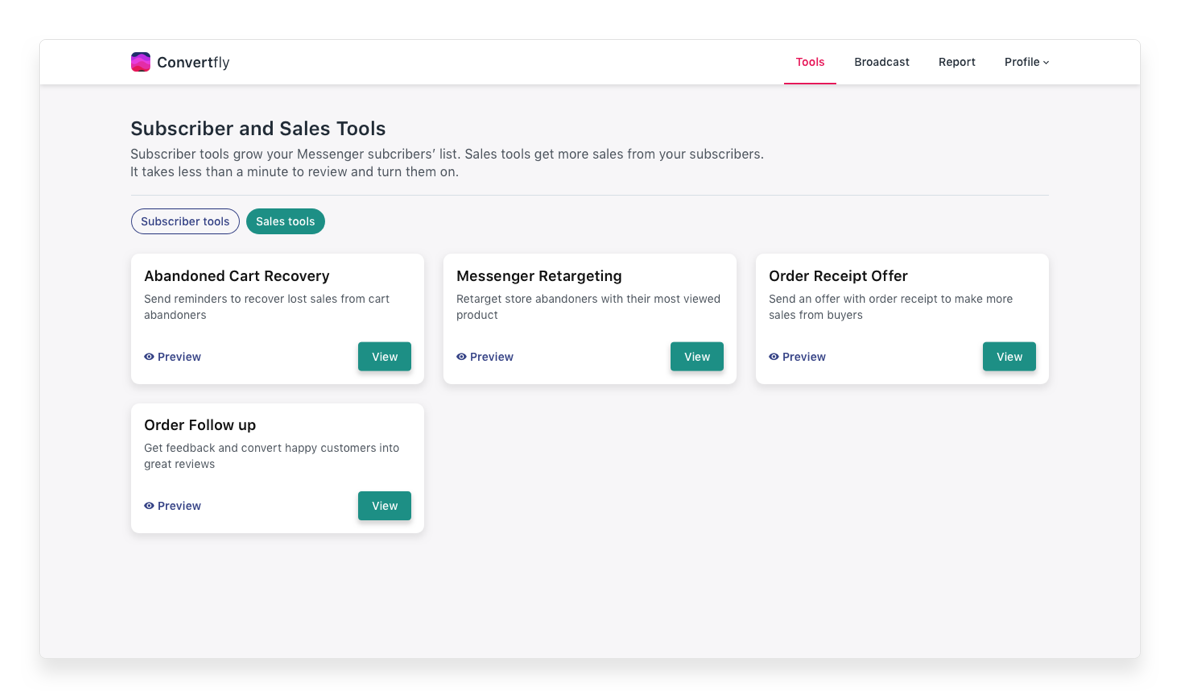 Convertfly
Tools Broadcast Report Profile
Subscriber and Sales Tools
Subscriber tools grow your Messenger subcribers’ list. Sales tools get more sales from your subscribers.
It takes less than a minute to review and turn them on.
Subscriber tools Sales tools
Abandoned Cart Recovery
Send reminders to recover lost sales from cart
abandoners
Preview View
Messenger Retargeting
Retarget store abandoners with their most viewed
product
Preview View
Order Receipt Offer
Send an offer with order receipt to make more
sales from buyers
Preview View
Order Follow up
Get feedback and convert happy customers into
great reviews
Preview View